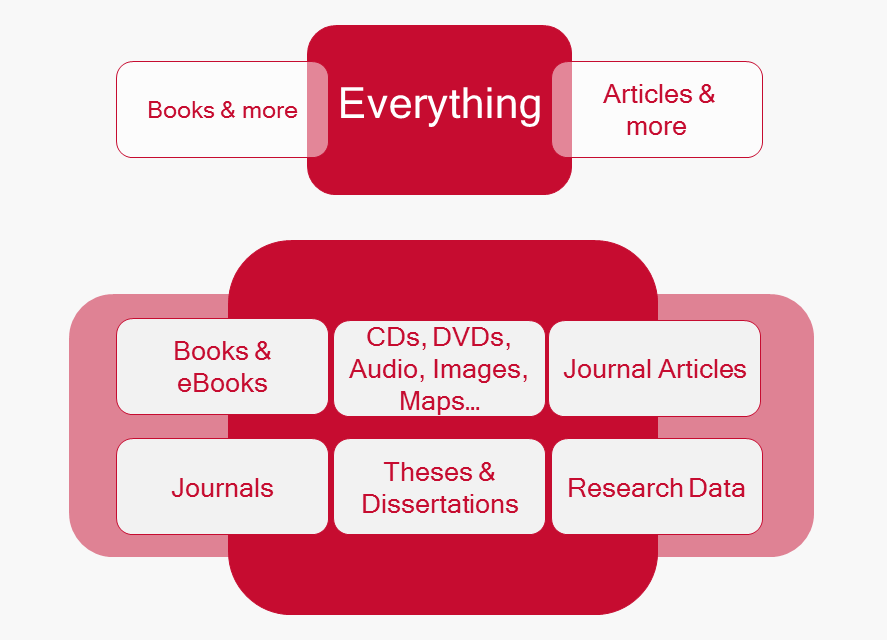 Books & more
Everything
Articles &
more
Books &
eBooks
CDs, DVDs,
Audio, Images,
Maps...
Journal Articles
Journals
Theses &
Dissertations
Research Data